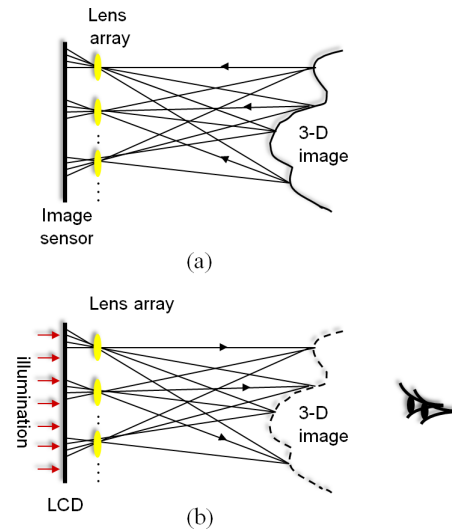 Lens
array
3-D
image
Image
sensor
(a)
Lens array
illumination
3-D
image
LCD
(b)